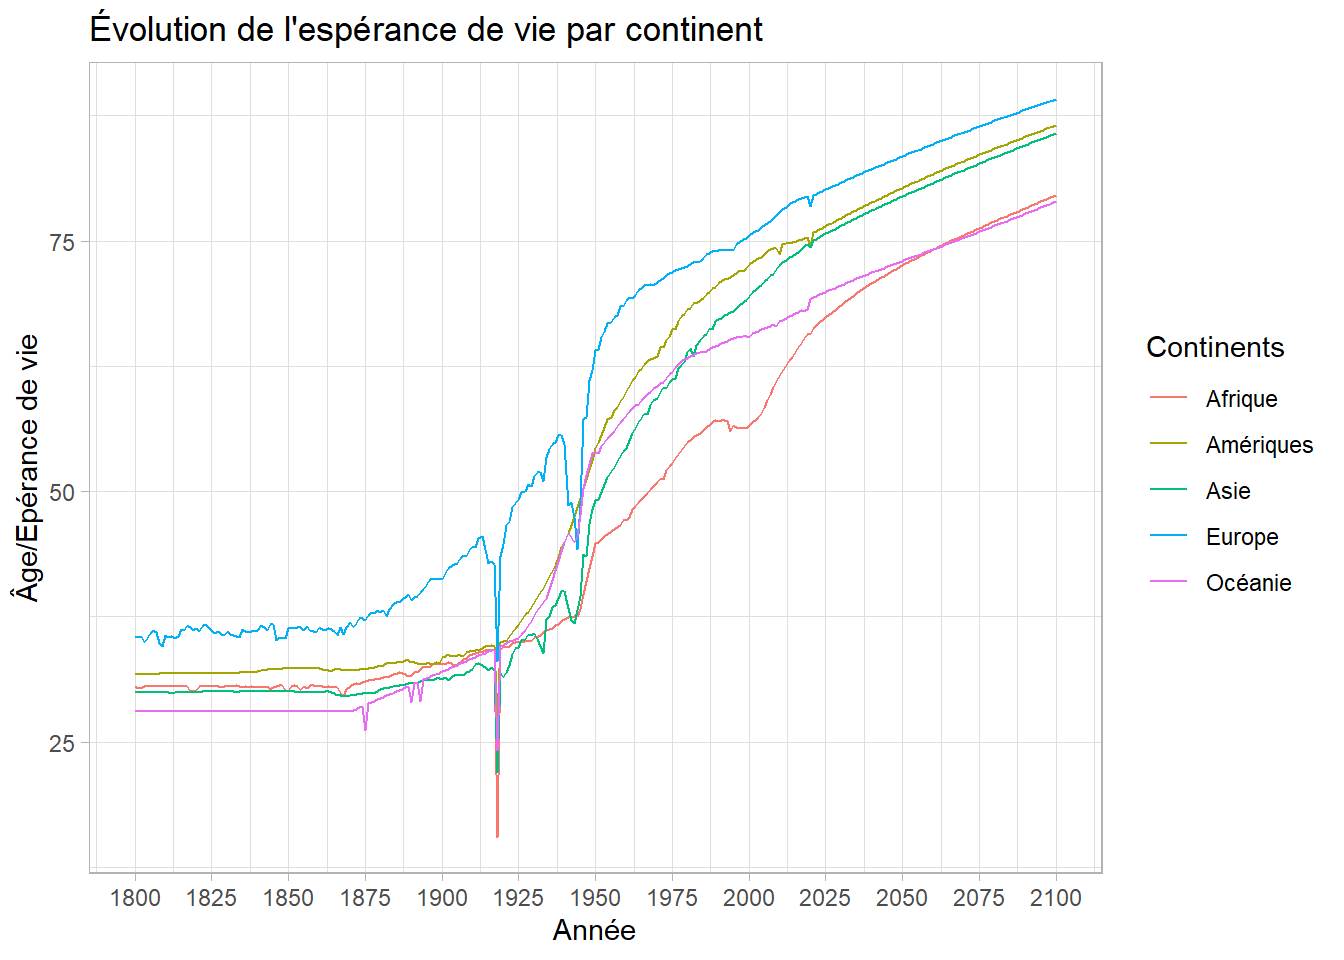 Évolution de l'espérance de vie par continent
Âge/Epérance de vie
75
50
25
1800 1825 1850 1875 1900 1925 1950 1975 2000 2025 2050 2075 2100
Année
Continents
Afrique
Amériques
Asie
Europe
Océanie